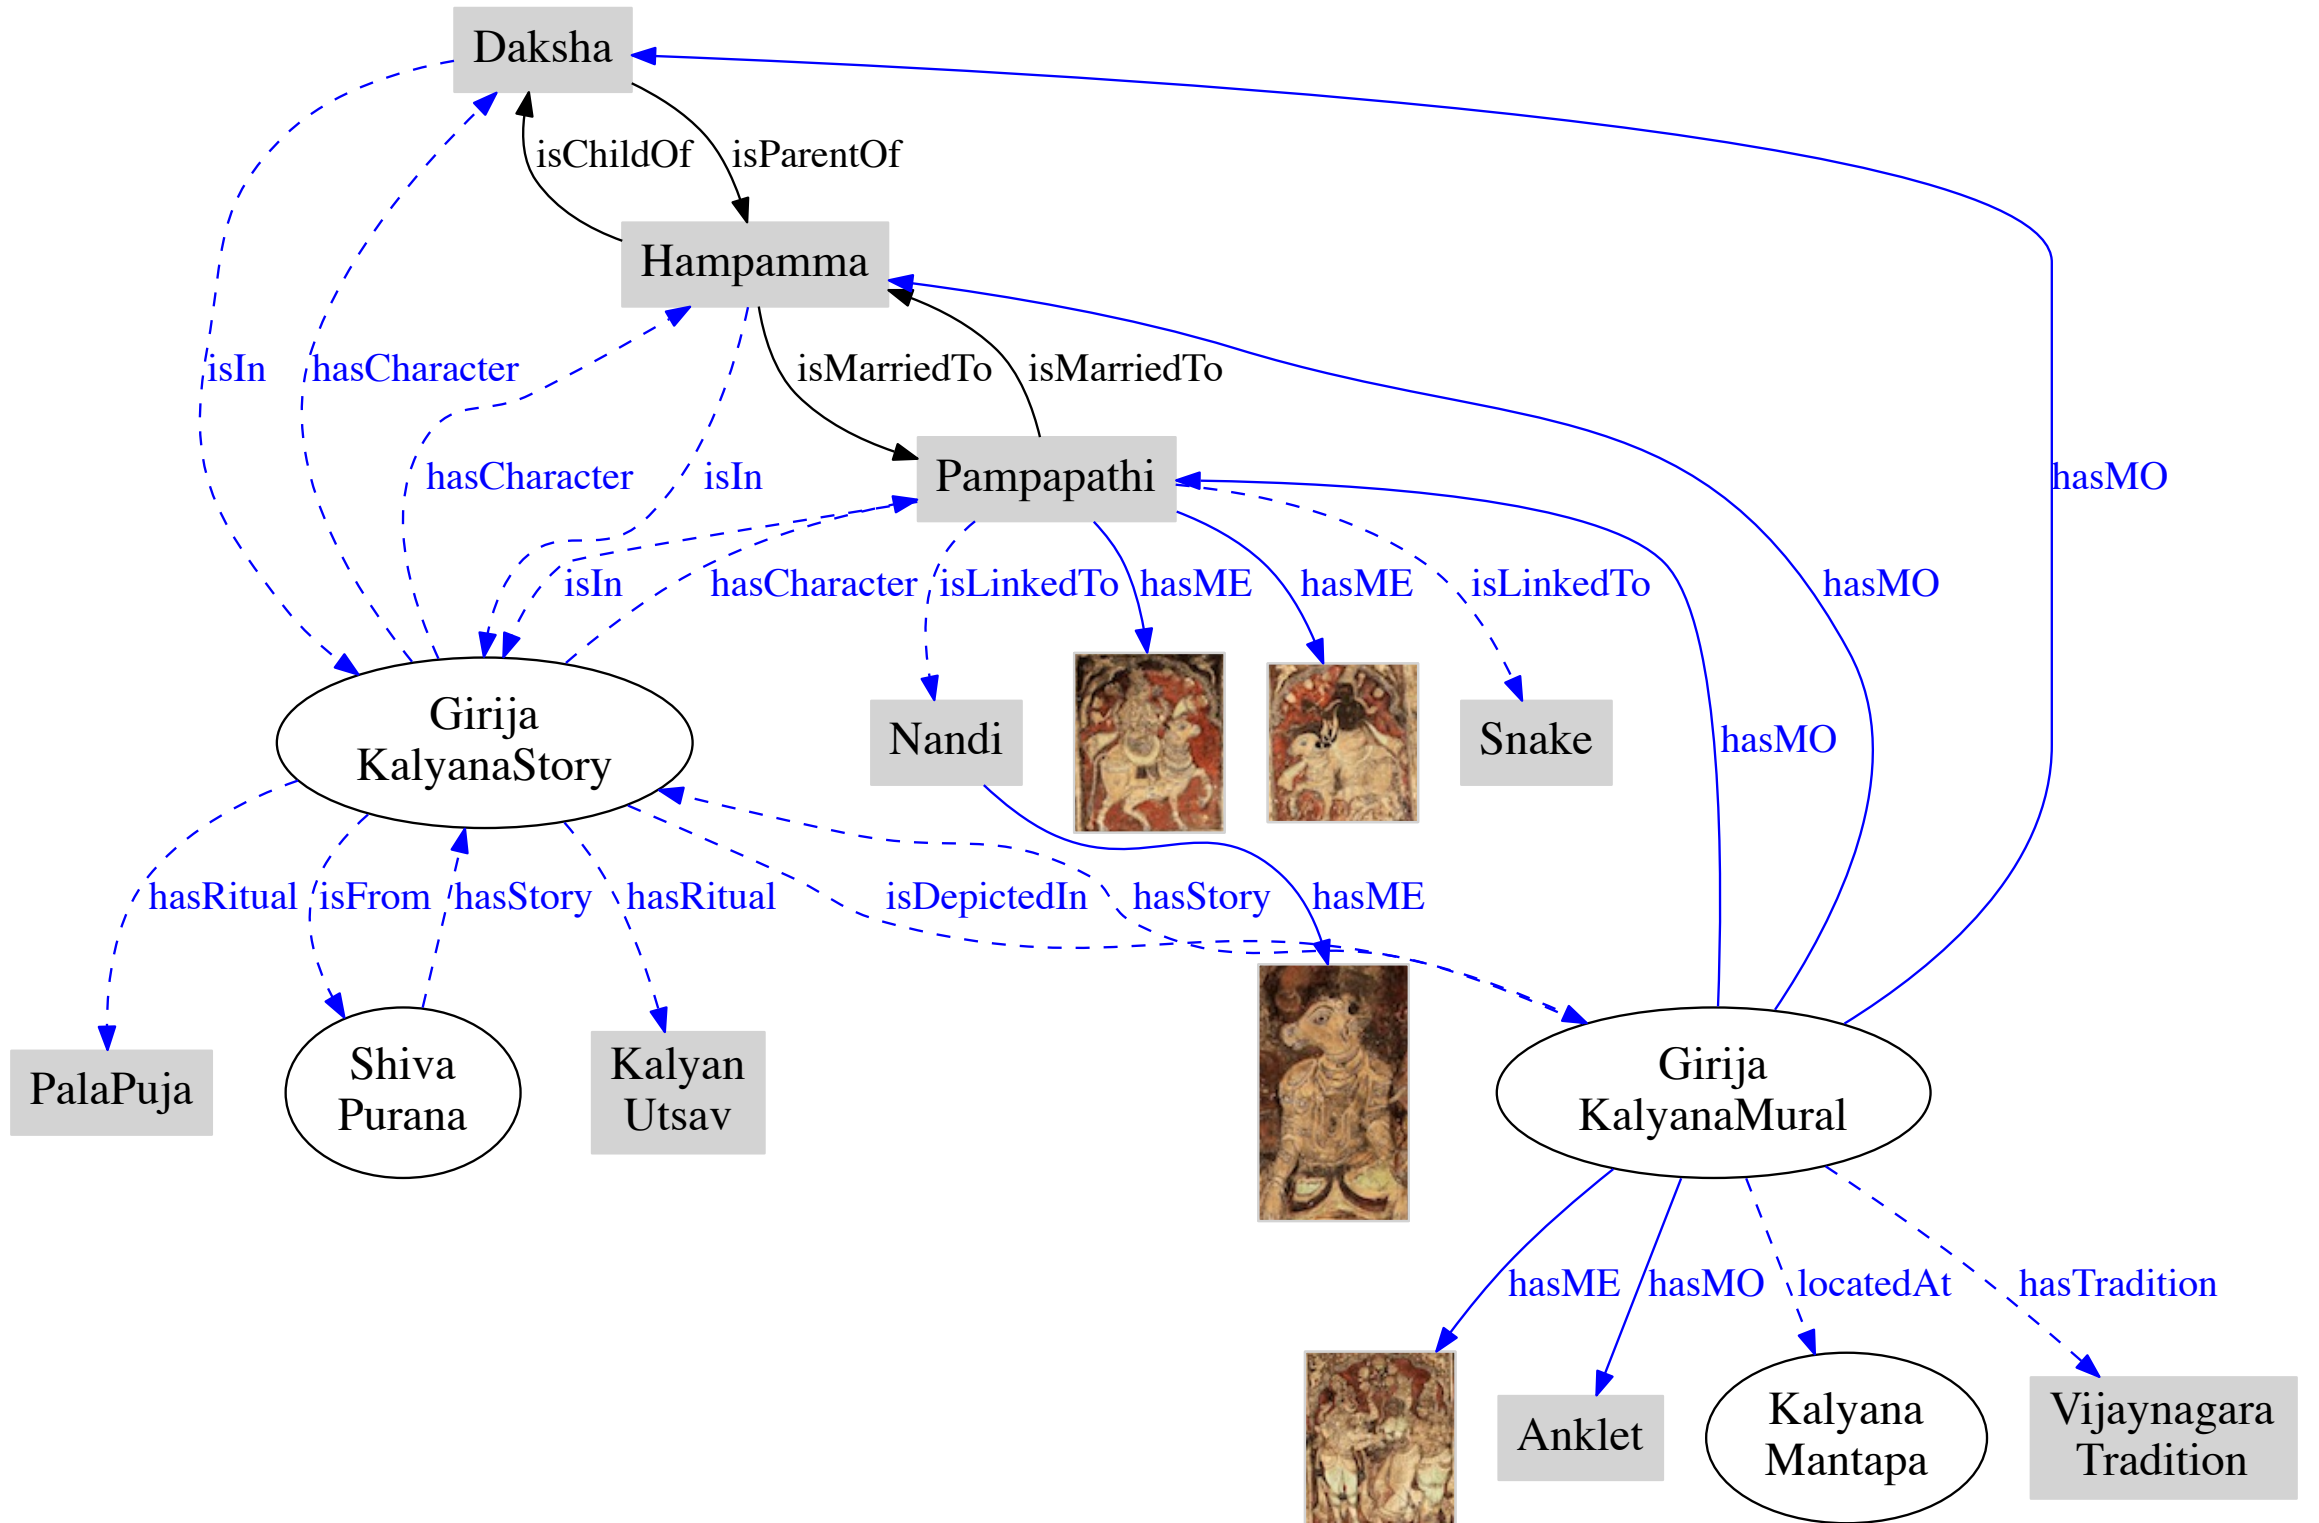 Daksha
isChildOf
isParentOf
Hampamma
isIn
hasCharacter
isMarriedTo
isMarriedTo
hasCharacter
isIn
Pampapathi
hasMO
isIn
hasCharacter
isLinkedTo
hasME
hasME
isLinkedTo
hasMO
Girija
KalyanaStory
Nandi
Snake
hasMO
hasRitual
isFrom
hasStory
hasRitual
isDepictedIn
hasStory
hasME
PalaPuja
Shiva
Purana
Kalyan
Utsav
Girija
KalyanaMural
hasME
hasMO
locatedAt
hasTradition
Anklet
Kalyana
Mantapa
Vijaynagara
Tradition